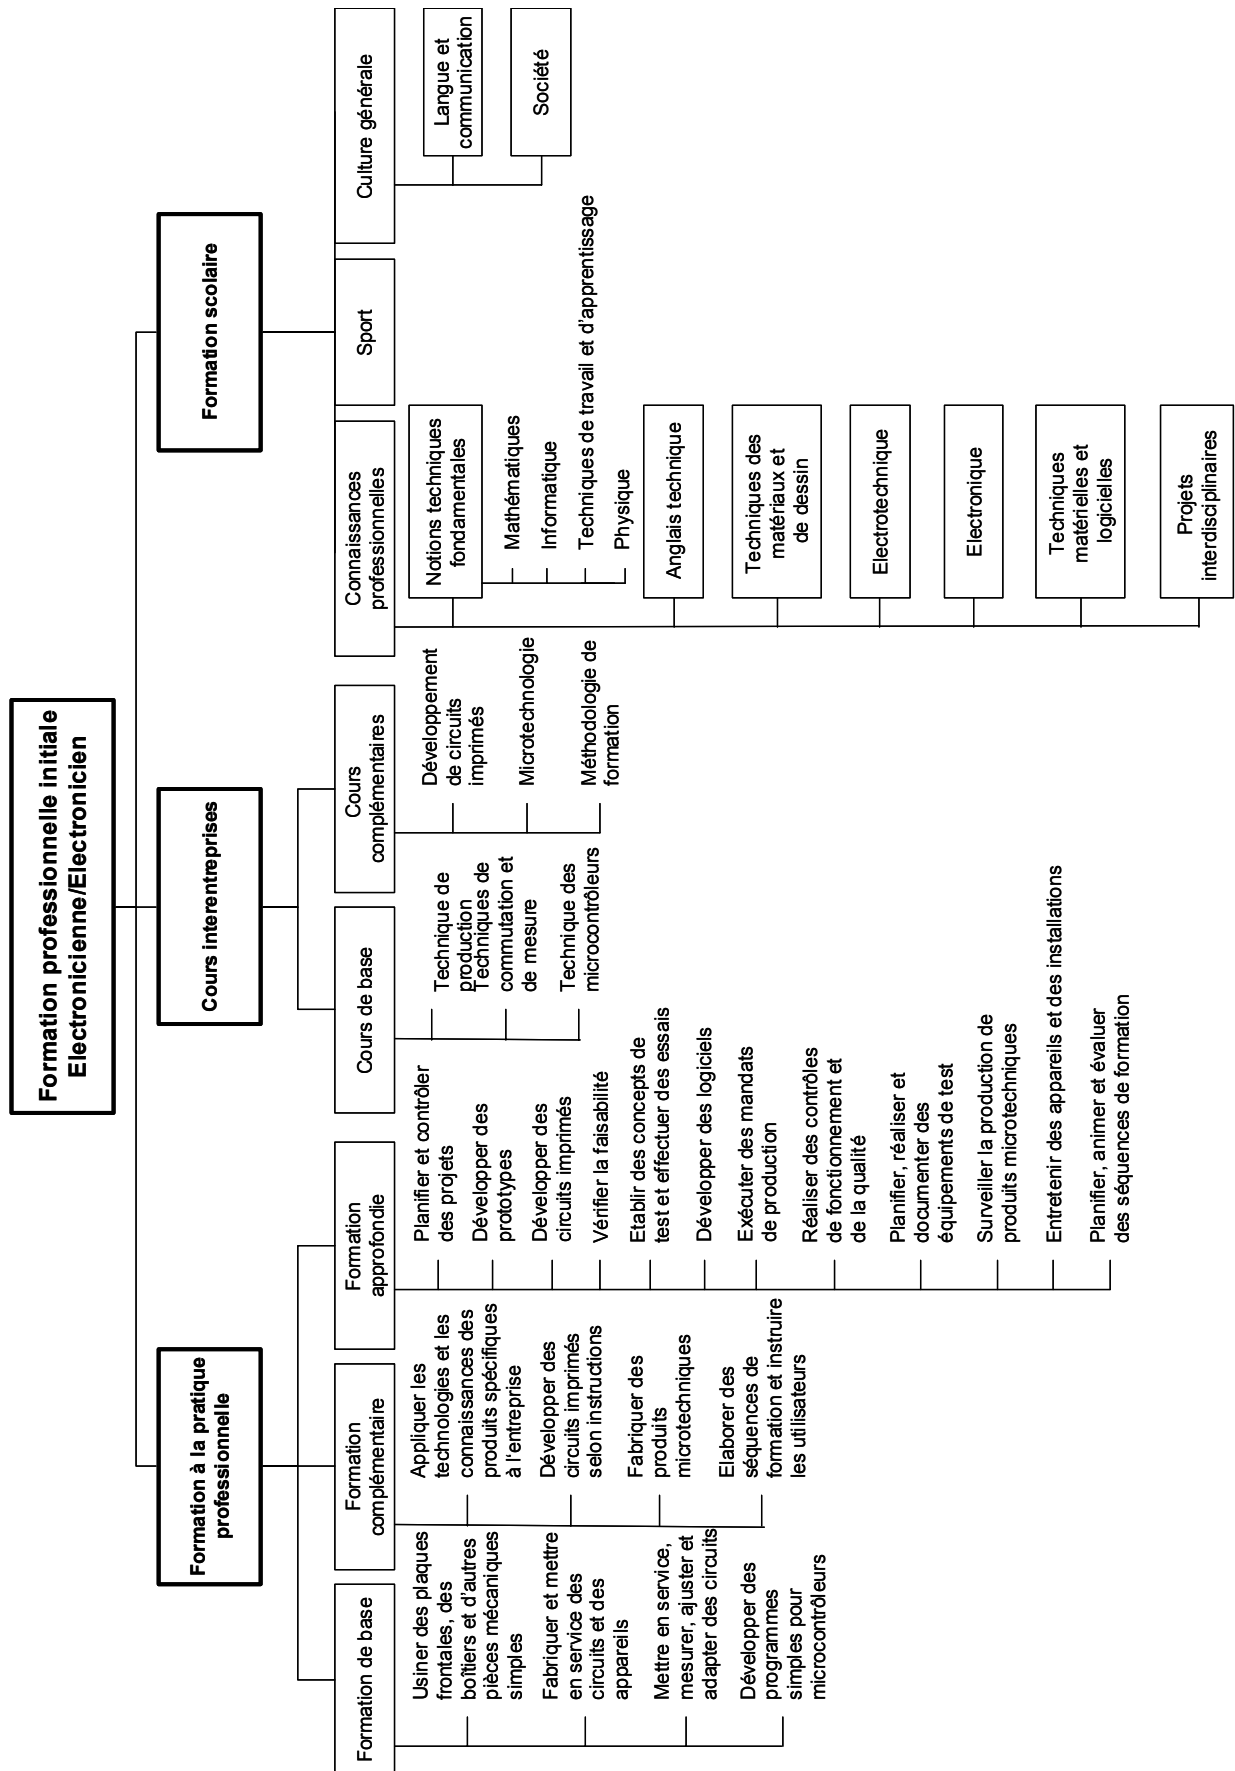 Formation professionnelle initiale
Electronicienne/Electronicien
Formation à la pratique
professionnelle
Formation de base
Usiner des plaques
frontales, des
boîtiers et d'autres
pièces mécaniques
simples
Fabriquer et mettre
en service des
circuits et des
appareils
Mettre en service,
mesurer, ajuster et
adapter des circuits
Développer des
programmes
simples pour
microcontrôleurs
Formation
complémentaire
Appliquer les
technologies et les
connaissances des
produits spécifiques
à l'entreprise
Développer des
circuits imprimés
selon instructions
Fabriquer des
produits
microtechniques
Elaborer des
séquences de
formation et instruire
les utilisateurs
Formation
approfondie
Planifier et contrôler
des projets
Développer des
prototypes
Développer des
circuits imprimés
Vérifier la faisabilité
Etablir des concepts de
test et effectuer des essais
Développer des logiciels
Exécuter des mandats
de production
Réaliser des contrôles
de fonctionnement et
de la qualité
Planifier, réaliser et
documenter des
équipements de test
Surveiller la production de
produits microtechniques
Entretenir des appareils et des installations
Planifier, animer et évaluer
des séquences de formation
Cours interentreprises
Cours de base
Technique de
production
Techniques de
commutation et
de mesure
Technique des
microcontrôleurs
Cours
complémentaires
Développement
de circuits
imprimés
Microtechnologie
Méthodologie de
formation
Formation scolaire
Connaissances
professionnelles
Notions techniques
fondamentales
Mathématiques
Informatique
Techniques de travail et d'apprentissage
Physique
Anglais technique
Techniques des
matériaux et
de dessin
Electrotechnique
Electronique
Techniques
matérielles et
logicielles
Projets
interdisciplinaires
Sport
Culture générale
Langue et
communication
Société